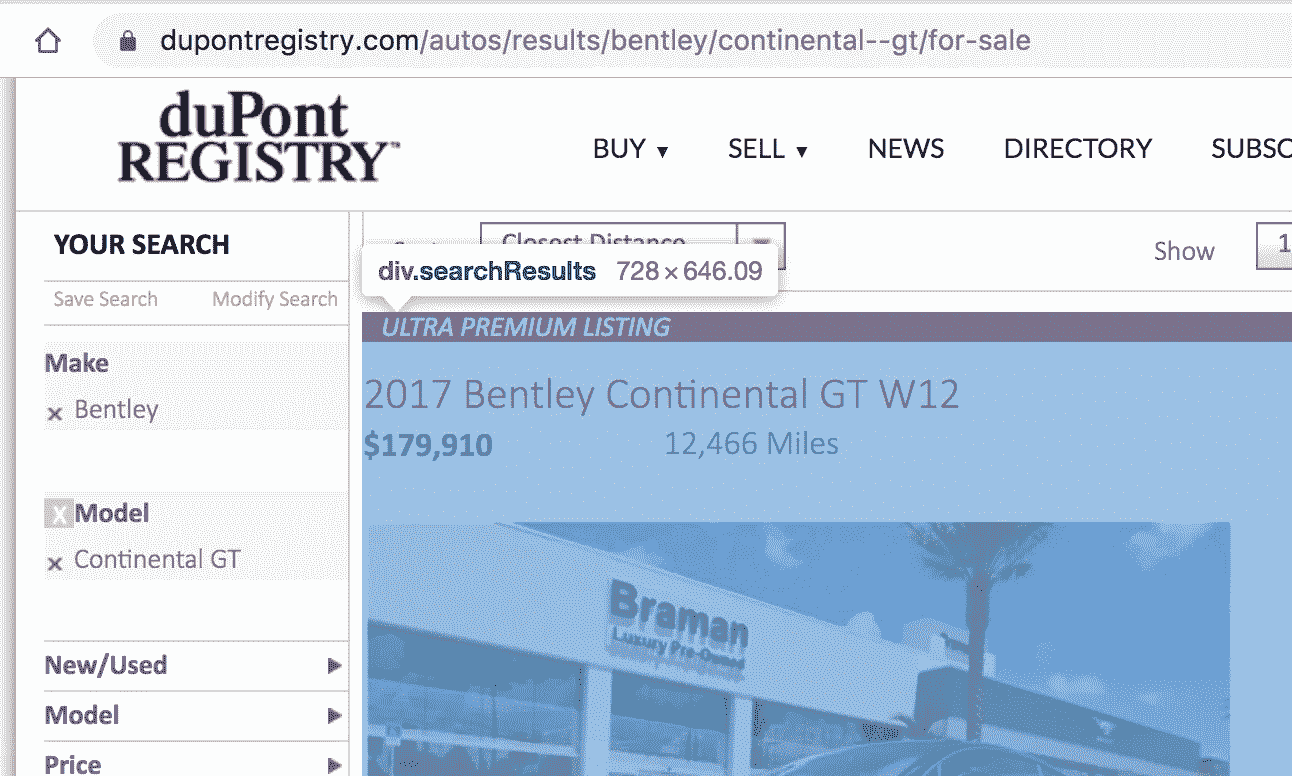 dupontregistry.com/autos/results/bentley/continental--gt/for-sale
duPont
REGISTRY™
BUY ▼ SELL ▼ NEWS DIRECTORY SUBSC
YOUR SEARCH
Save Search Modify Search
Make
× Bentley
X Model
× Continental GT
New/Used ▶
Model ▶
Price ▶
Closest Distance
Show 1
div.searchResults 728 × 646.09
ULTRA PREMIUM LISTING
2017 Bentley Continental GT W12
$179,910 12,466 Miles
Braman
Luxury Pre-Owned